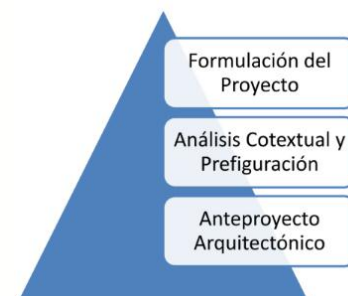 Formulación del
Proyecto
Análisis Cotextual y
Prefiguración
Anteproyecto
Arquitectónico